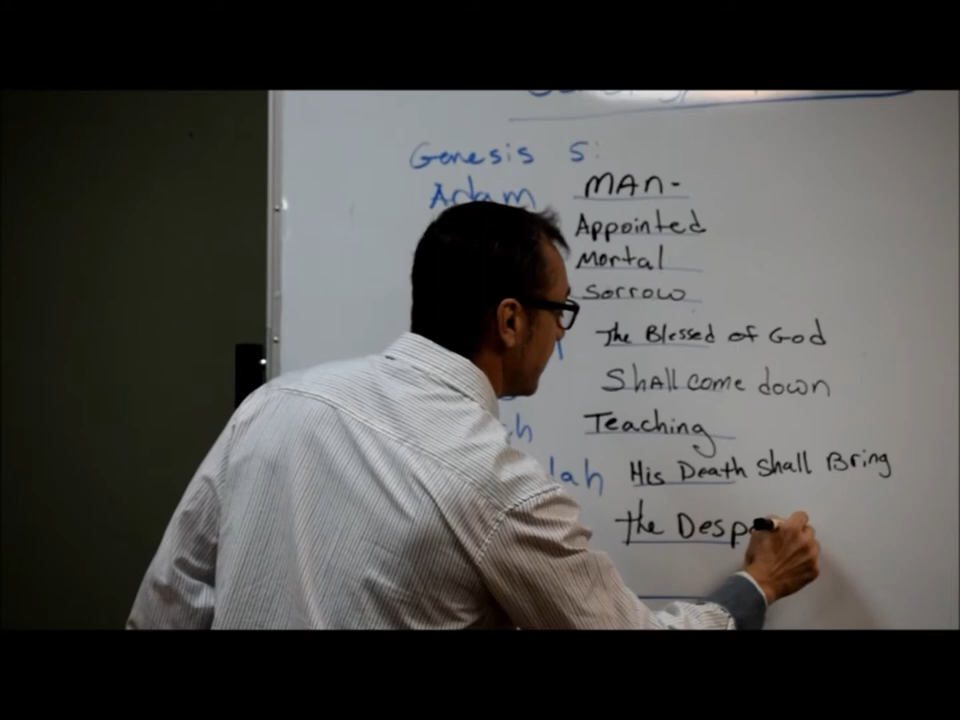 Genesis 5:
Adam MAn-
Appointed
Mortal
Sorrow
The Blessed of God
Shall come down
Teaching
His Death Shall Bring
the